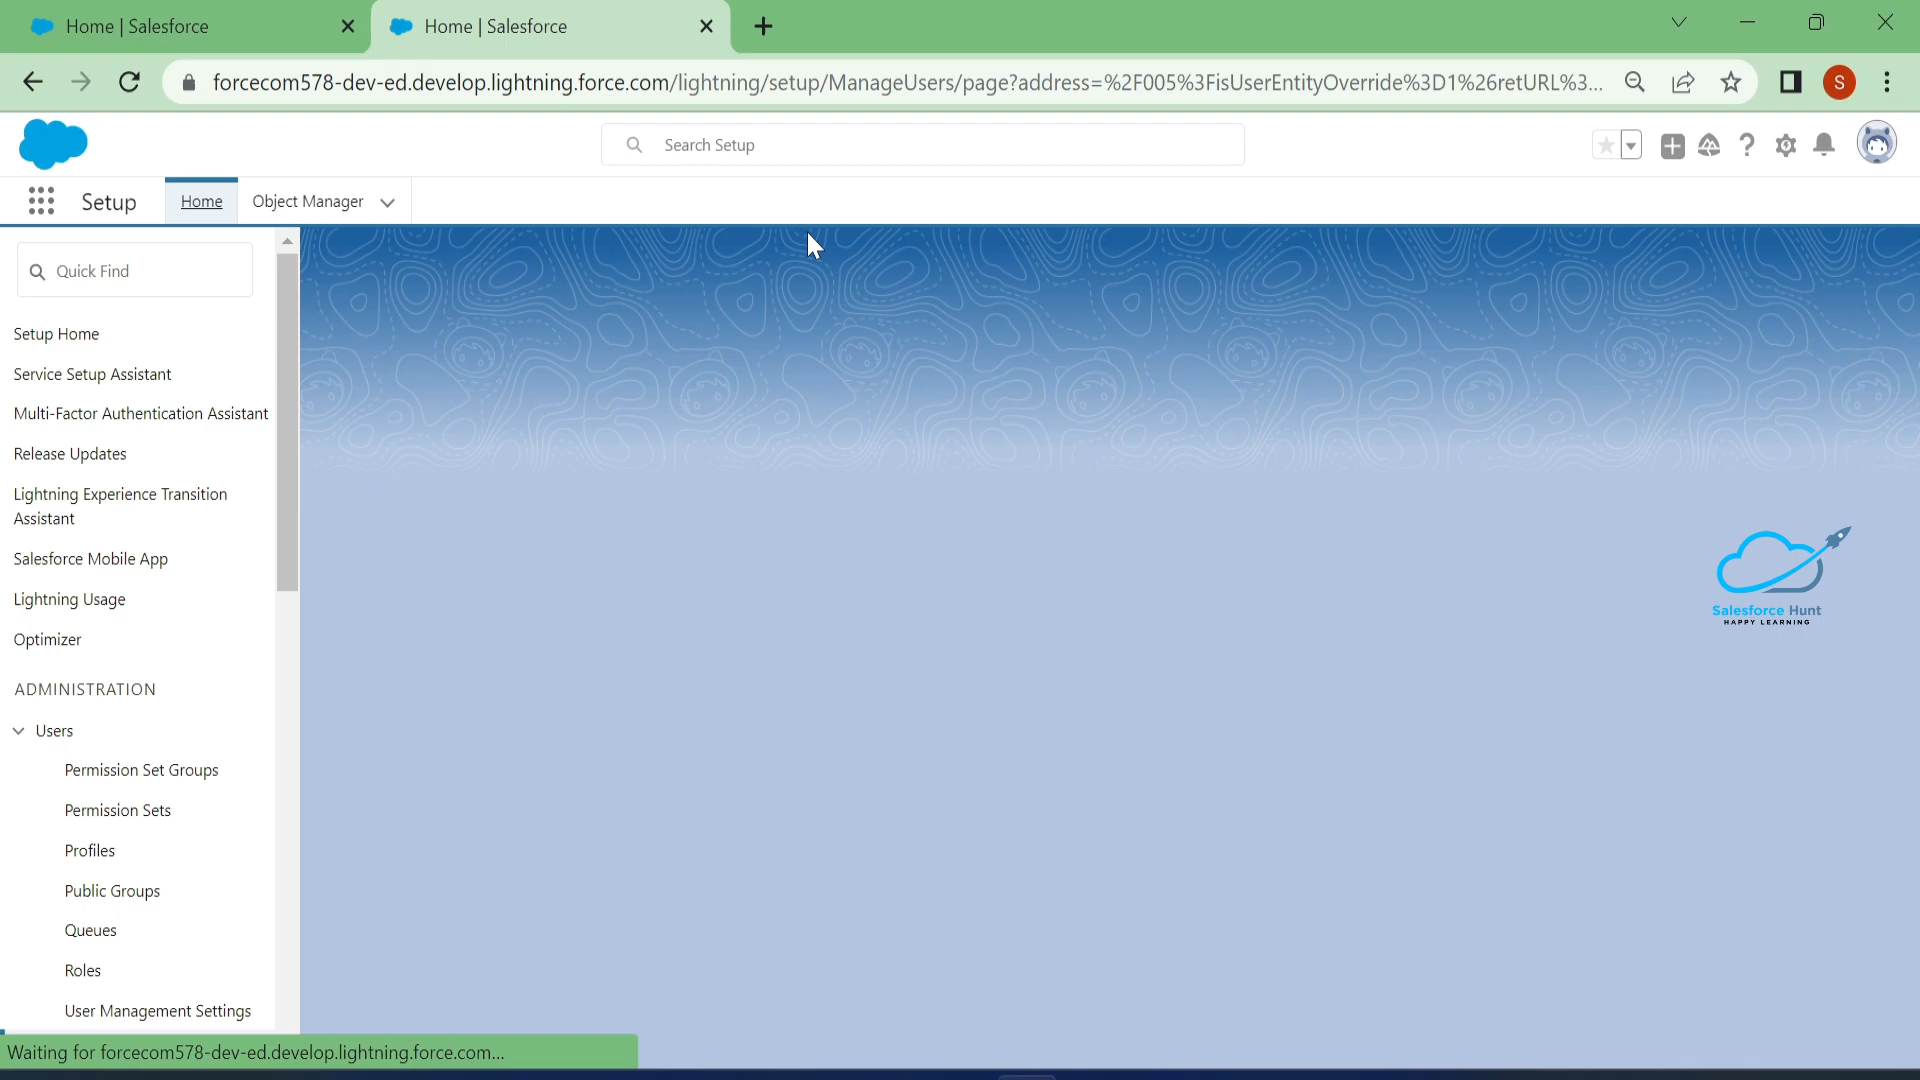 Home | Salesforce
Home | Salesforce
forcecom578-dev-ed.develop.lightning.force.com/lightning/setup/ManageUsers/page?address=%2F005%3FisUserEntityOverride%3D1%26retURL%3...
S
Search Setup
Setup
Home
Object Manager
Quick Find
Setup Home
Service Setup Assistant
Multi-Factor Authentication Assistant
Release Updates
Lightning Experience Transition
Assistant
Salesforce Mobile App
Lightning Usage
Optimizer
ADMINISTRATION
Users
Permission Set Groups
Permission Sets
Profiles
Public Groups
Queues
Roles
User Management Settings
Salesforce Hunt
HAPPY LEARNING
Waiting for forcecom578-dev-ed.develop.lightning.force.com...